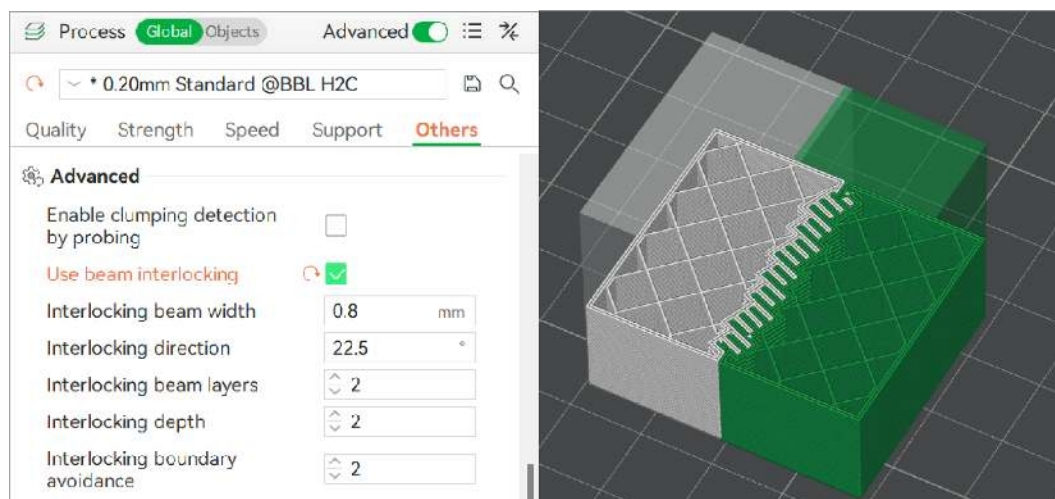 Process Global Objects Advanced
* 0.20mm Standard @BBL H2C
Quality Strength Speed Support Others
Advanced
Enable clumping detection
by probing
Use beam interlocking
Interlocking beam width 0.8 mm
Interlocking direction 22.5 °
Interlocking beam layers 2
Interlocking depth 2
Interlocking boundary 2
avoidance